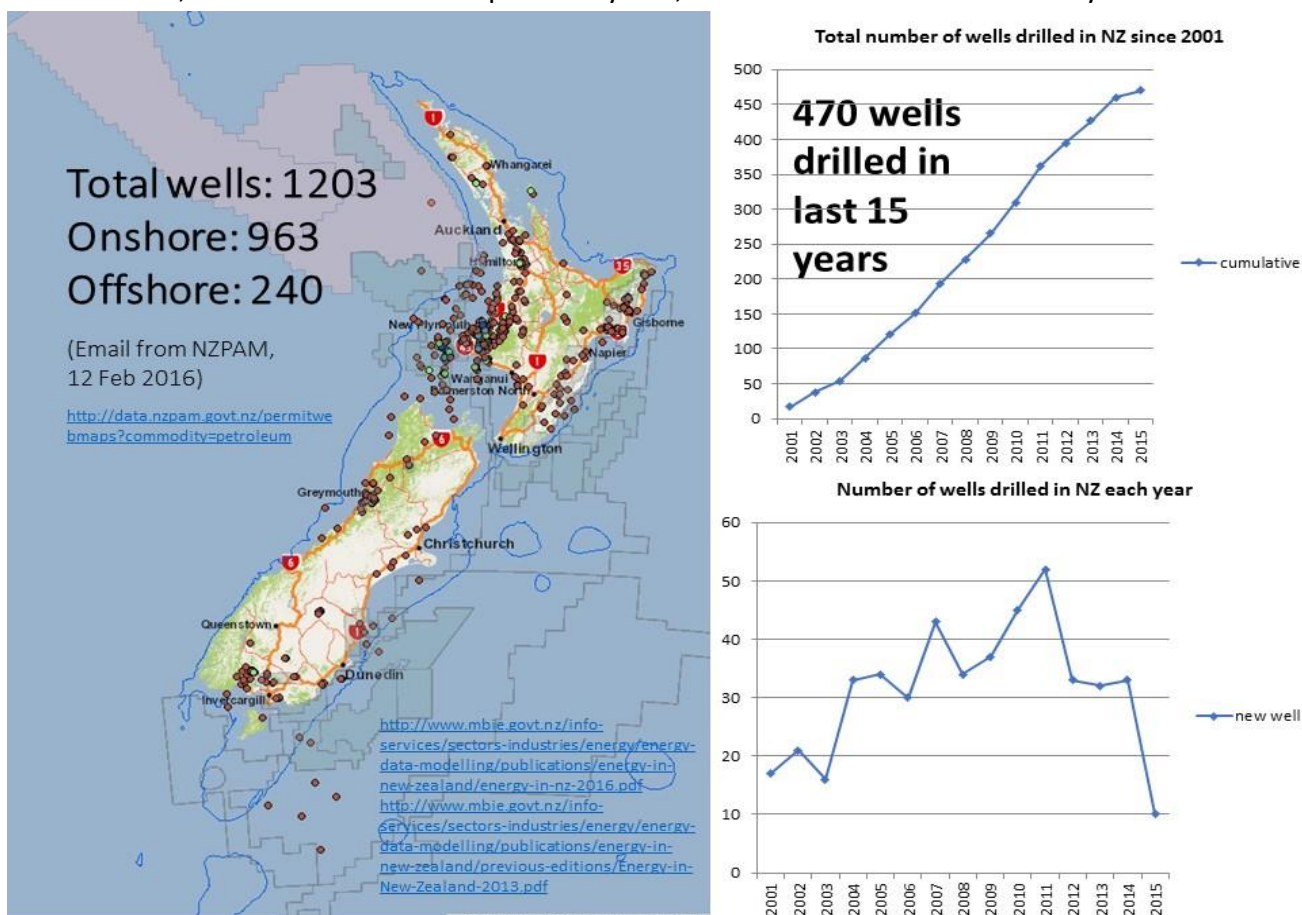 Total wells: 1203
Onshore: 963
Offshore: 240
(Email from NZPAM,
12 Feb 2016)
http://data.nzpam.govt.nz/permitwe
bmaps?commodity=petroleum
1
Whangarei
Auckland
Hamilton
35
New Plymouth
Gisborne
Napier
1
Wanganui
Palmerston North
6
Wellington
Greymouth
Christchurch
6
Queenstown
1
Dunedin
Invercargill
http://www.mbie.govt.nz/info-
services/sectors-industries/energy/energy-
data-modelling/publications/energy-in-
new-zealand/energy-in-nz-2016.pdf
http://www.mbie.govt.nz/info-
services/sectors-industries/energy/energy-
data-modelling/publications/energy-in-
new-zealand/previous-editions/Energy-in-
New-Zealand-2013.pdf
Total number of wells drilled in NZ since 2001
500
450
400
350
300
250
200
150
100
50
0
470 wells
drilled in
last 15
years
cumulative
2001 2002 2003 2004 2005 2006 2007 2008 2009 2010 2011 2012 2013 2014 2015
Number of wells drilled in NZ each year
60
50
40
30
20
10
0
new well
2001 2002 2003 2004 2005 2006 2007 2008 2009 2010 2011 2012 2013 2014 2015